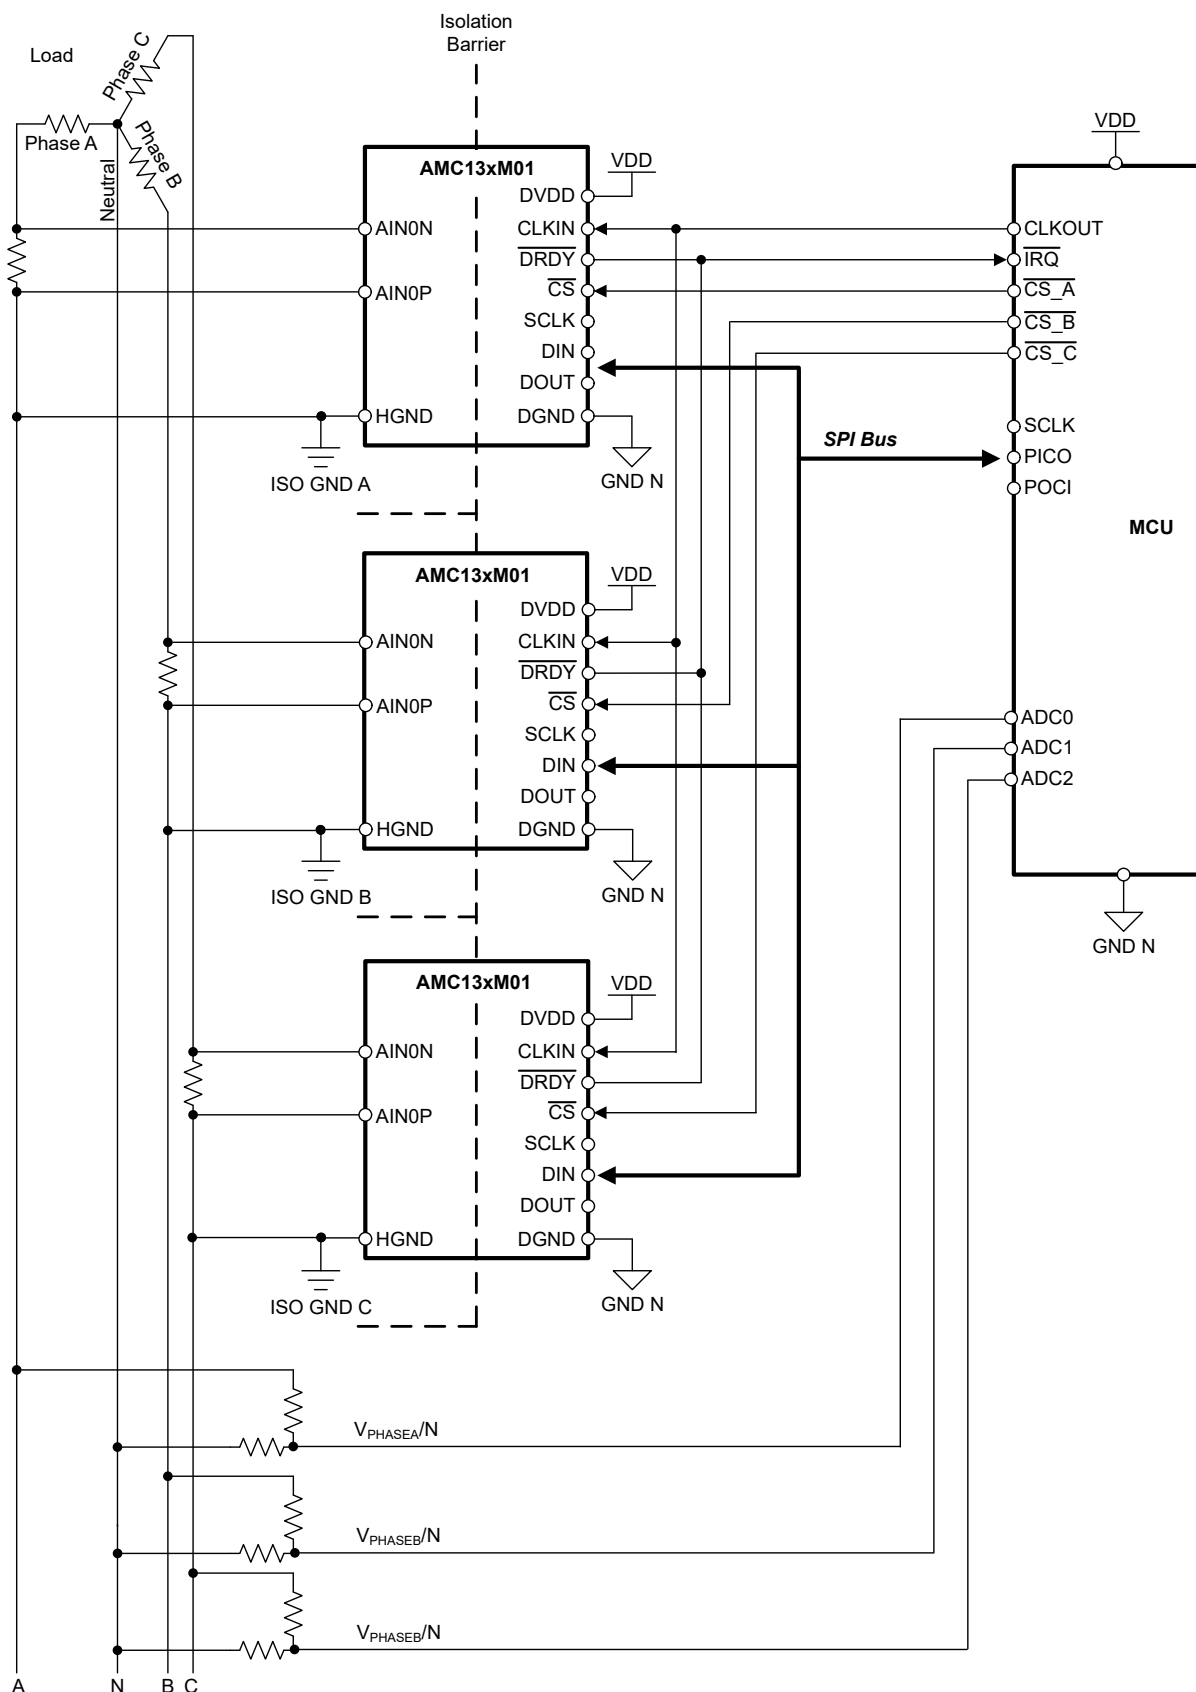 Isolation
Barrier
Load
Phase C
Phase A
Phase B
Neutral
AMC13xM01
VDD
DVDD
AIN0N
CLKIN
DRDY
AIN0P
CS
SCLK
DIN
DOUT
HGND
DGND
ISO GND A
GND N
VDD
CLKOUT
IRQ
CS_A
CS_B
CS_C
SCLK
PICO
POCI
MCU
SPI Bus
ADC0
ADC1
ADC2
GND N
AMC13xM01
VDD
DVDD
AIN0N
CLKIN
DRDY
AIN0P
CS
SCLK
DIN
DOUT
HGND
DGND
ISO GND B
GND N
AMC13xM01
VDD
DVDD
AIN0N
CLKIN
DRDY
AIN0P
CS
SCLK
DIN
DOUT
HGND
DGND
ISO GND C
GND N
VPHASEA/N
VPHASEB/N
VPHASEB/N
A
N
B
C